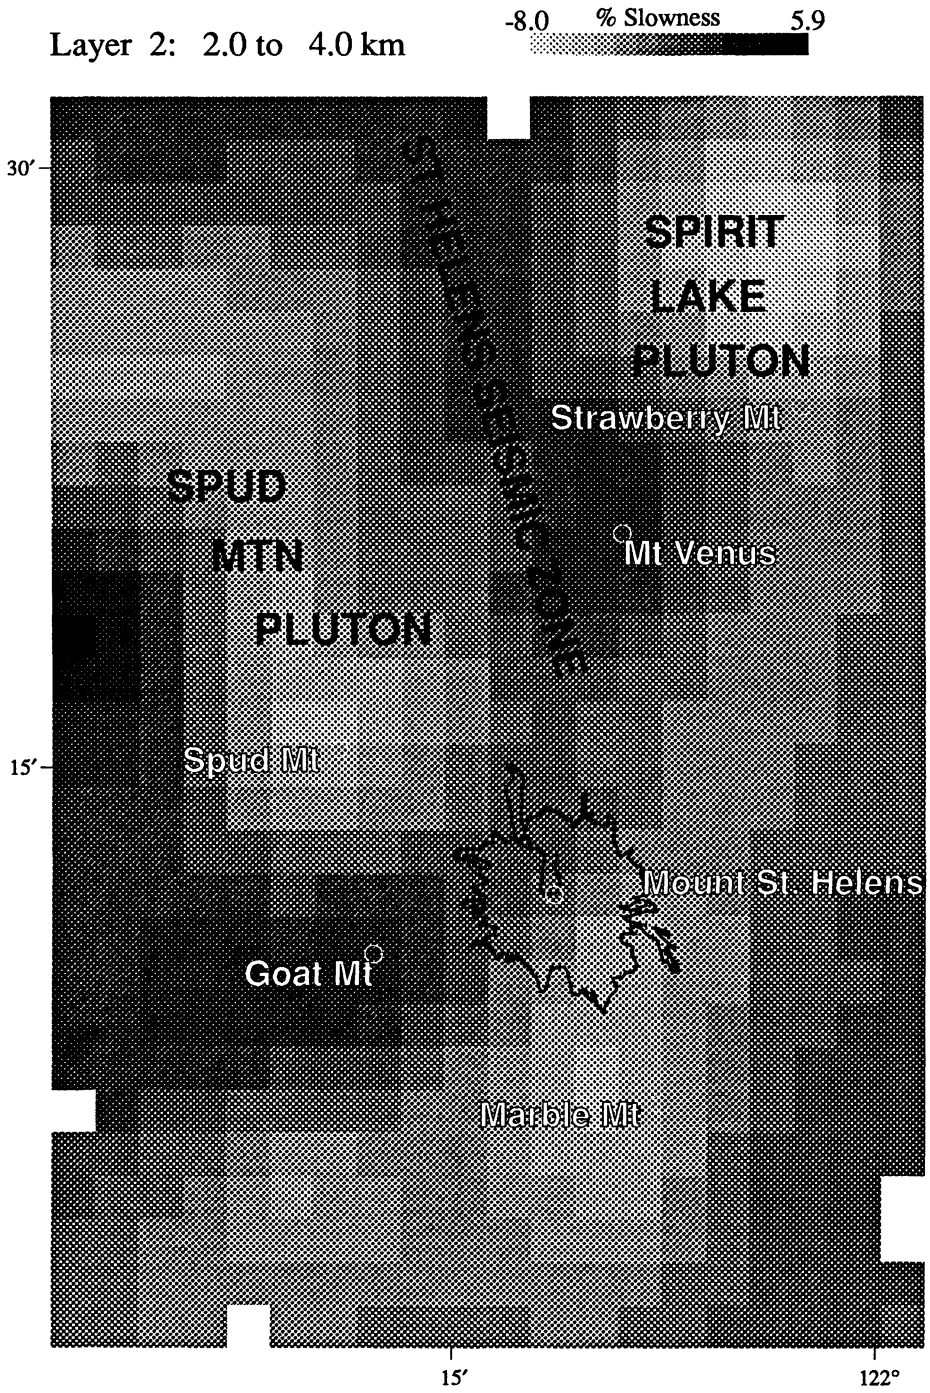 -8.0 % Slowness 5.9
Layer 2: 2.0 to 4.0 km
30′
ST HELENS SEISMIC ZONE
SPIRIT
LAKE
PLUTON
Strawberry Mt
SPUD
MTN
PLUTON
Mt Venus
15′
Spud Mt
Mount St. Helens
Goat Mt
Marble Mt
15′ 122°